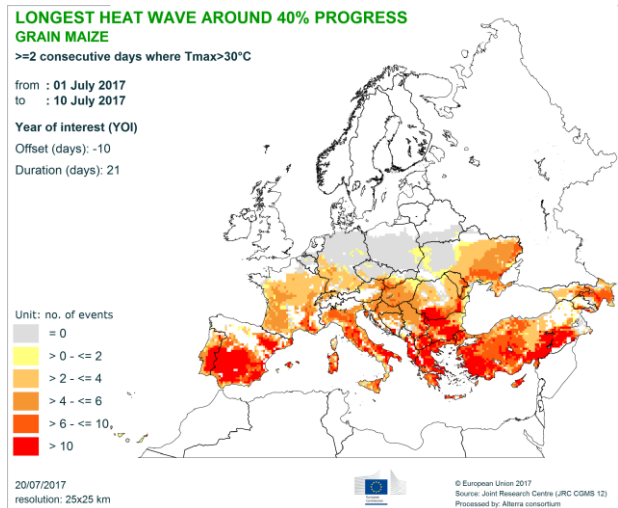 LONGEST HEAT WAVE AROUND 40% PROGRESS
GRAIN MAIZE
>=2 consecutive days where Tmax>30°C
from : 01 July 2017
to : 10 July 2017
Year of interest (YOI)
Offset (days): -10
Duration (days): 21
Unit: no. of events
= 0
> 0 - <= 2
> 2 - <= 4
> 4 - <= 6
> 6 - <= 10
> 10
20/07/2017
resolution: 25x25 km
European
Commission
© European Union 2017
Source: Joint Research Centre (JRC CGMS 12)
Processed by: Alterra consortium